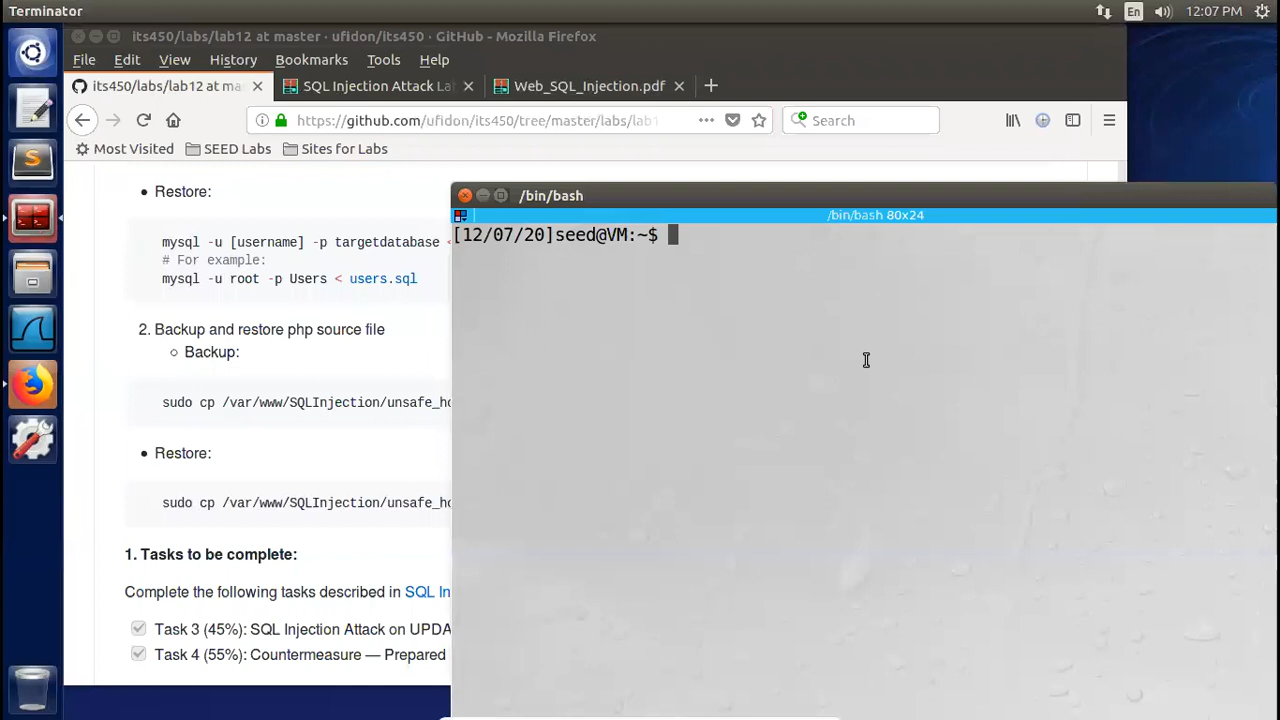 Terminator
En
12:07 PM
its450/labs/lab12 at master · ufidon/its450 · GitHub - Mozilla Firefox
File Edit View History Bookmarks Tools Help
its450/labs/lab12 at ma
SQL Injection Attack La
Web_SQL_Injection.pdf
https://github.com/ufidon/its450/tree/master/labs/lab1
Search
Most Visited
SEED Labs
Sites for Labs
• Restore:
/bin/bash
/bin/bash 80x24
[12/07/20]seed@VM:~$
mysql -u [username] -p targetdatabase <
# For example:
mysql -u root -p Users < users.sql
2. Backup and restore php source file
○ Backup:
sudo cp /var/www/SQLInjection/unsafe_ho
• Restore:
sudo cp /var/www/SQLInjection/unsafe_ho
1. Tasks to be complete:
Complete the following tasks described in SQL In
Task 3 (45%): SQL Injection Attack on UPDA
Task 4 (55%): Countermeasure — Prepared